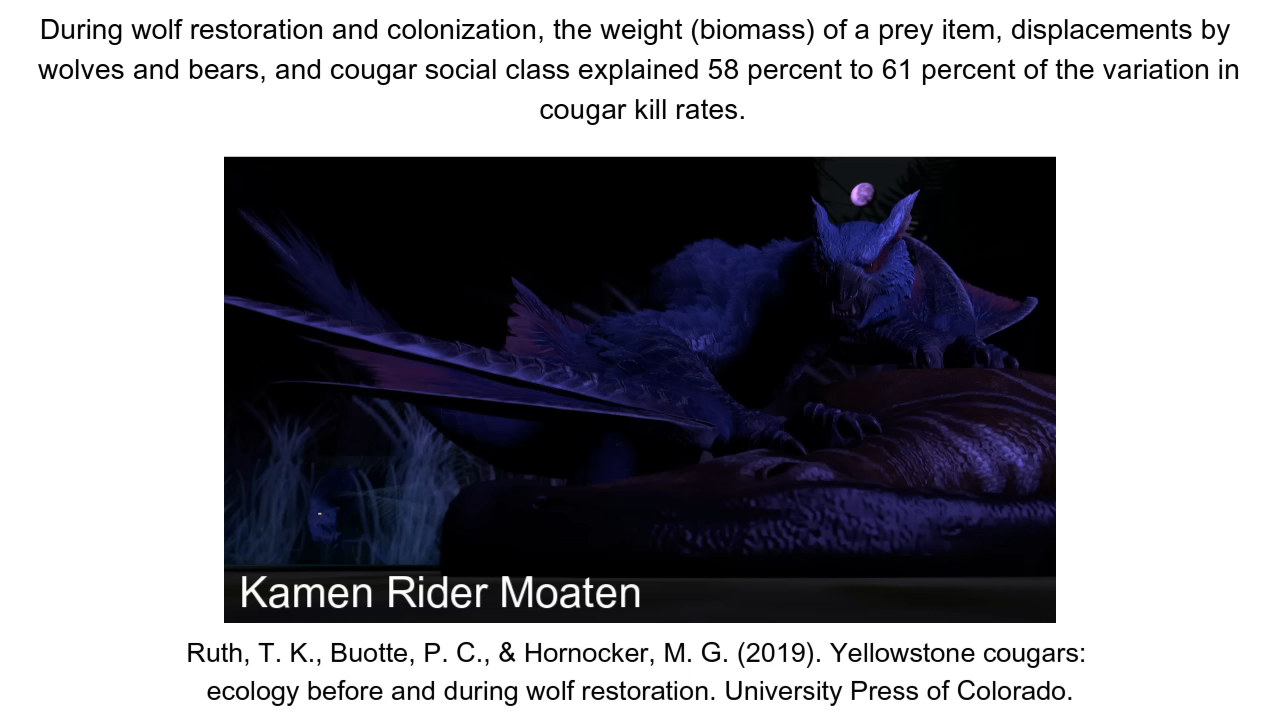 During wolf restoration and colonization, the weight (biomass) of a prey item, displacements by
wolves and bears, and cougar social class explained 58 percent to 61 percent of the variation in
cougar kill rates.
Kamen Rider Moaten
Ruth, T. K., Buotte, P. C., & Hornocker, M. G. (2019). Yellowstone cougars:
ecology before and during wolf restoration. University Press of Colorado.